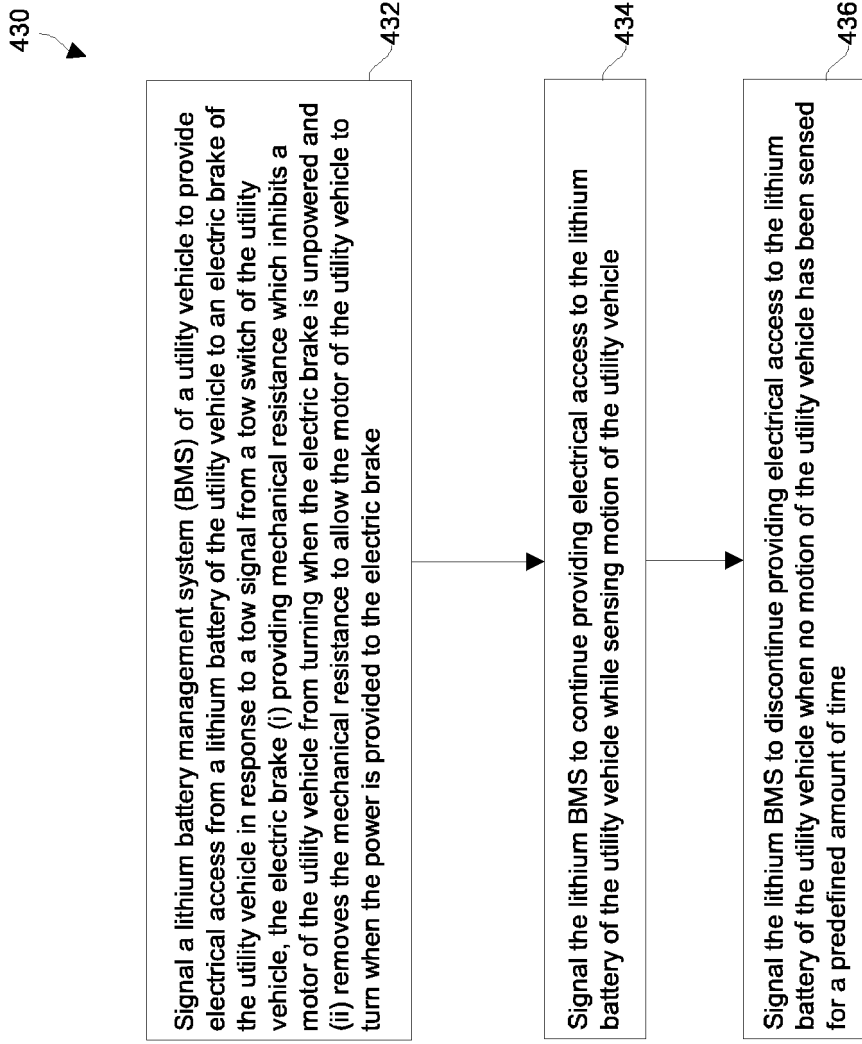 430
Signal a lithium battery management system (BMS) of a utility vehicle to provide
electrical access from a lithium battery of the utility vehicle to an electric brake of
the utility vehicle in response to a tow signal from a tow switch of the utility
vehicle, the electric brake (i) providing mechanical resistance which inhibits a
motor of the utility vehicle from turning when the electric brake is unpowered and
(ii) removes the mechanical resistance to allow the motor of the utility vehicle to
turn when the power is provided to the electric brake
432
Signal the lithium BMS to continue providing electrical access to the lithium
battery of the utility vehicle while sensing motion of the utility vehicle
434
Signal the lithium BMS to discontinue providing electrical access to the lithium
battery of the utility vehicle when no motion of the utility vehicle has been sensed
for a predefined amount of time
436